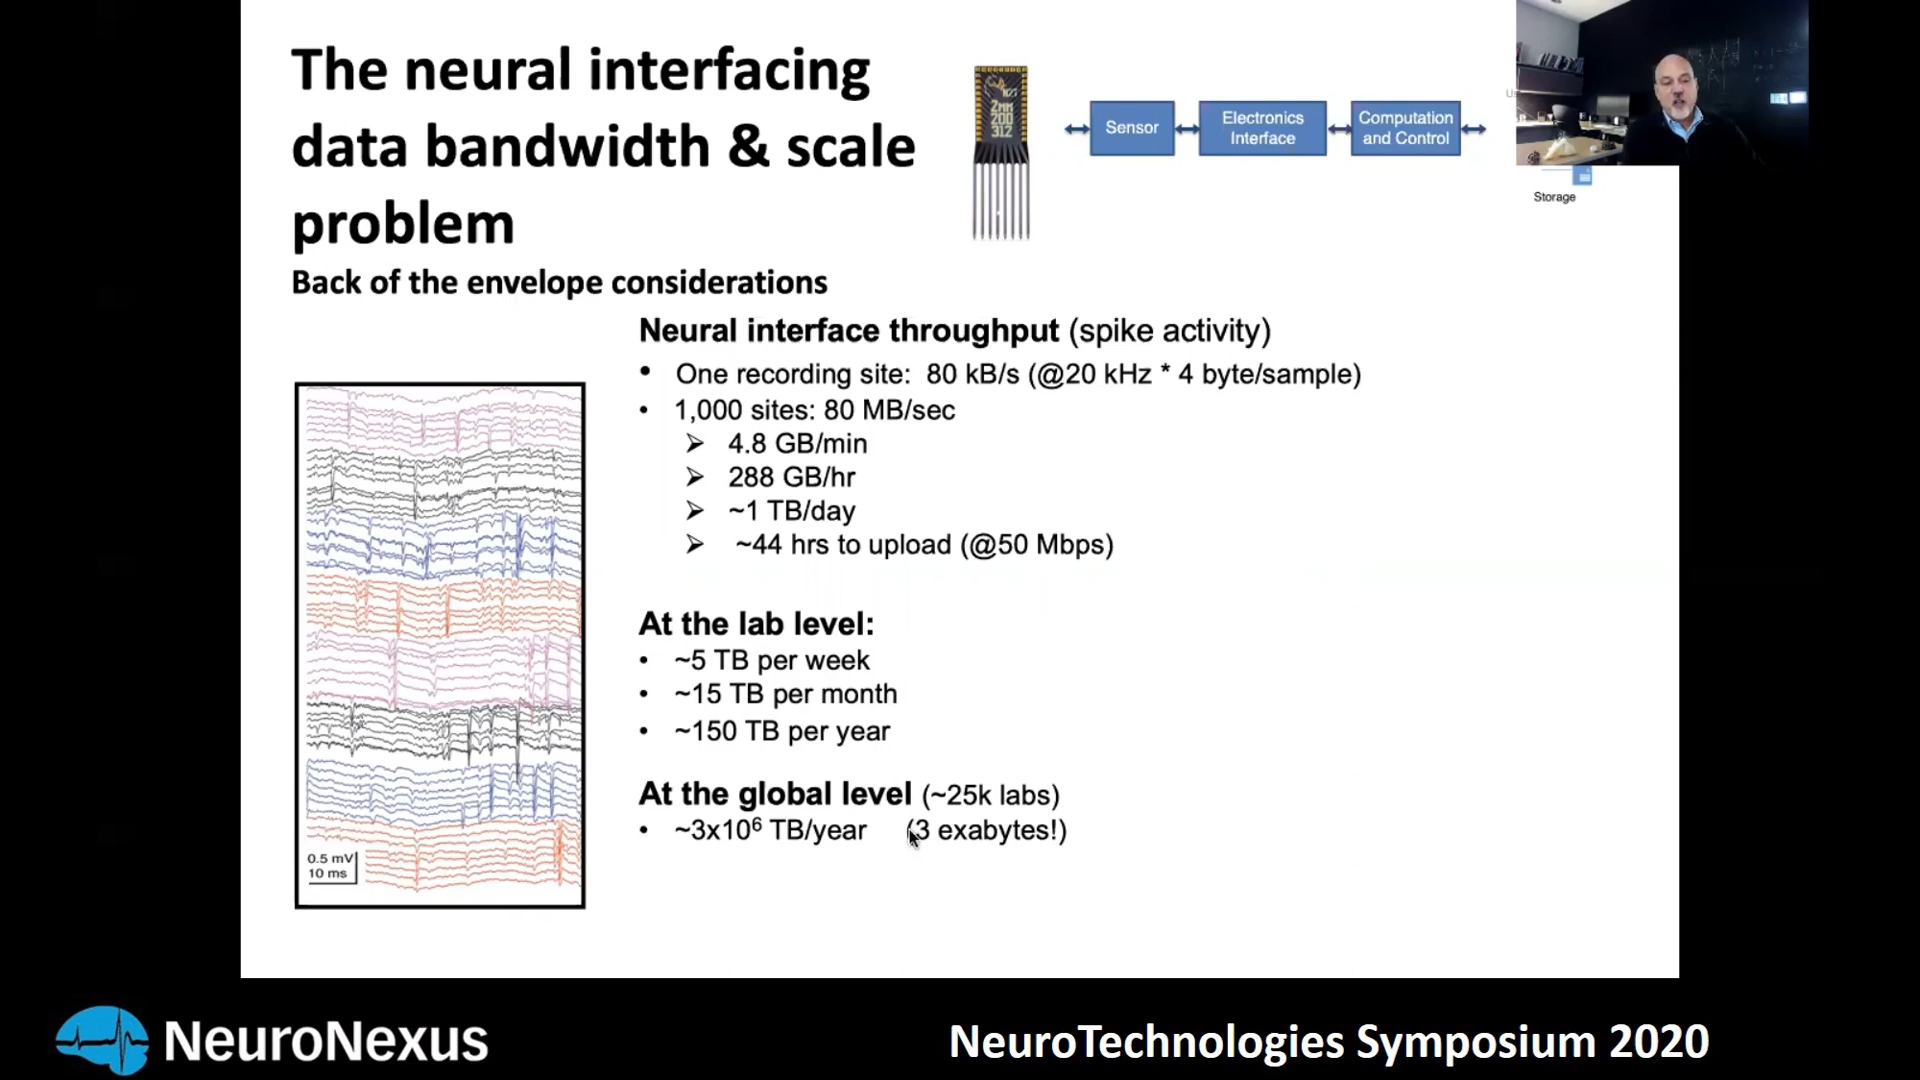 The neural interfacing
data bandwidth & scale
problem
Back of the envelope considerations
2MM
200
312
Sensor
Electronics
Interface
Computation
and Control
Storage
Neural interface throughput (spike activity)
• One recording site: 80 kB/s (@20 kHz * 4 byte/sample)
• 1,000 sites: 80 MB/sec
➢ 4.8 GB/min
➢ 288 GB/hr
➢ ~1 TB/day
➢ ~44 hrs to upload (@50 Mbps)
At the lab level:
• ~5 TB per week
• ~15 TB per month
• ~150 TB per year
At the global level (~25k labs)
• ~3x10⁶ TB/year (3 exabytes!)
0.5 mV
10 ms
NeuroNexus
NeuroTechnologies Symposium 2020